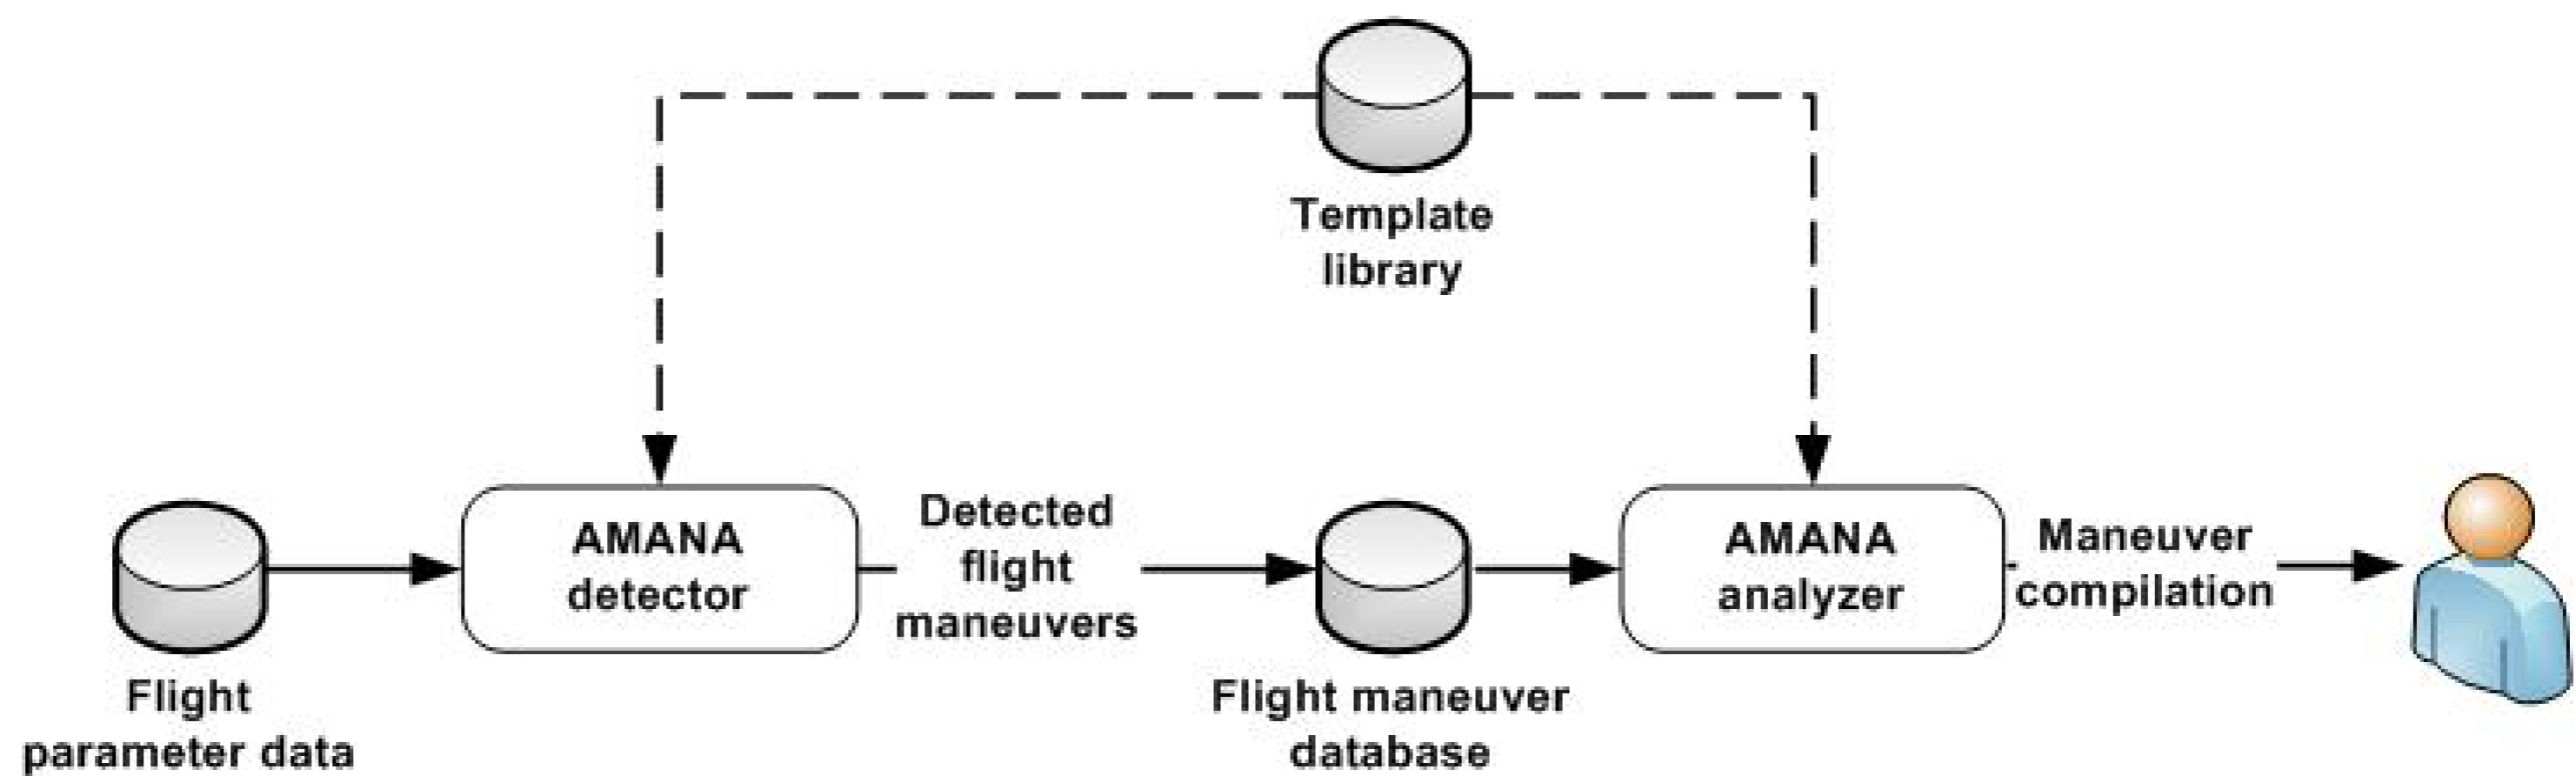 Template
library
AMANA
detector
Detected
flight
maneuvers
AMANA
analyzer
Maneuver
compilation
Flight
parameter data
Flight maneuver
database